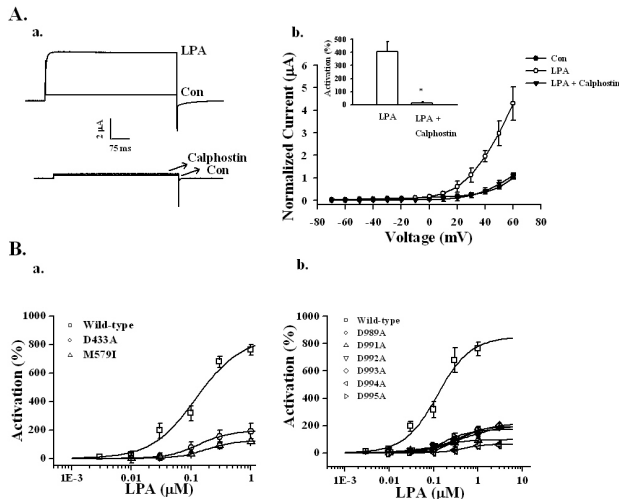 A.
a.
LPA
Con
2 µA
75 ms
Calphostin
Con
b.
Activation (%)
500
400
300
200
100
0
LPA
LPA +
Calphostin
*
Con
LPA
LPA + Calphostin
Normalized Current (µA)
6
5
4
3
2
1
0
-80 -60 -40 -20 0 20 40 60 80
Voltage (mV)
B.
a.
Activation (%)
1000
800
600
400
200
0
Wild-type
D433A
M579I
1E-3 0.01 0.1 1
LPA (µM)
b.
Activation (%)
1000
800
600
400
200
0
Wild-type
D989A
D991A
D992A
D993A
D994A
D995A
1E-3 0.01 0.1 1 10
LPA (µM)